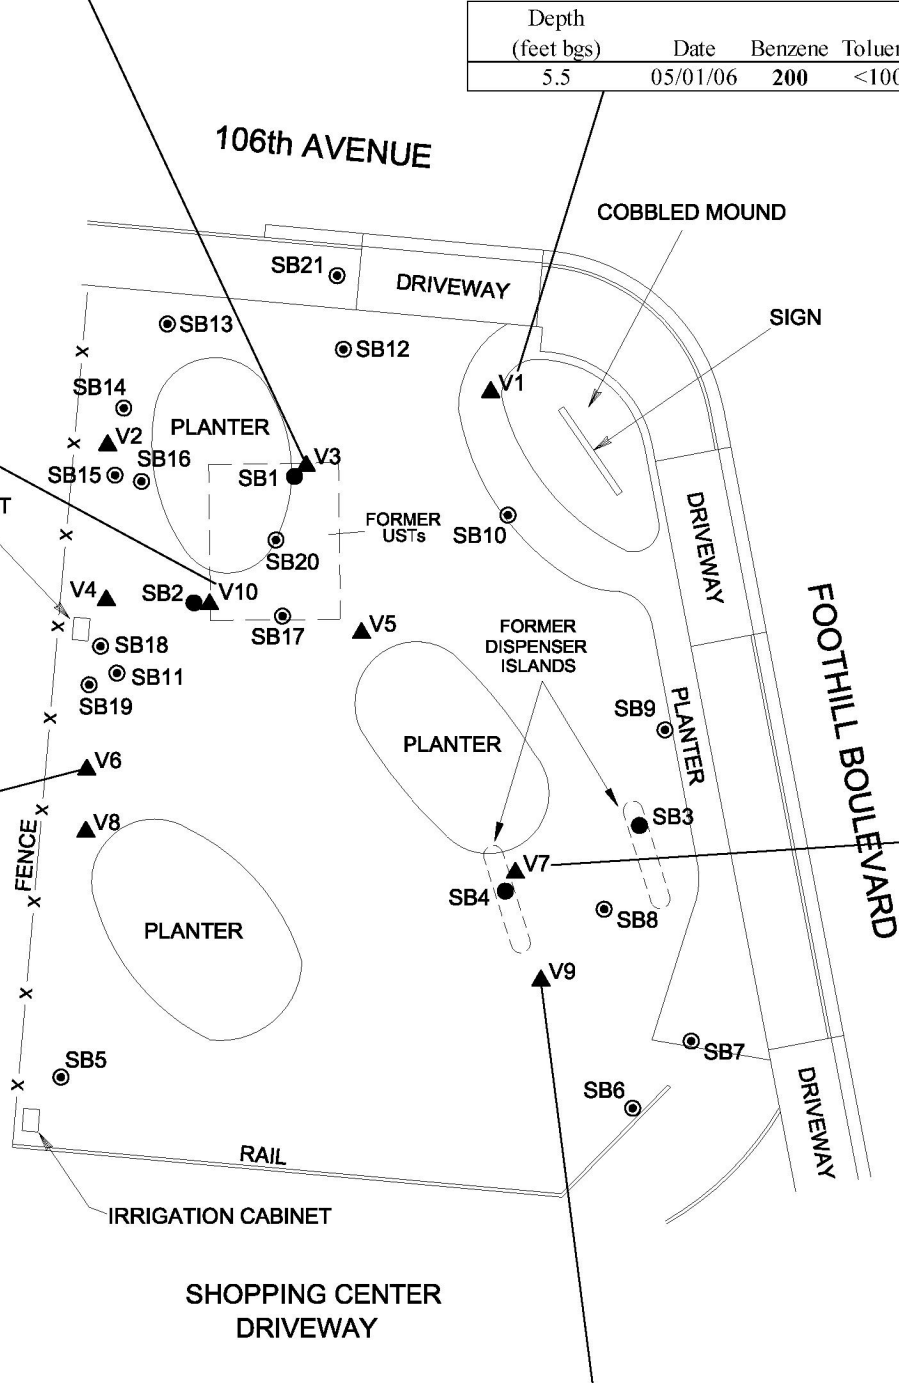 Depth
(feet bgs) Date Benzene Toluen
5.5 05/01/06 200 <100
106th AVENUE
COBBLED MOUND
SB21
DRIVEWAY
SIGN
SB13
SB12
SB14
V1
PLANTER
V2
SB16
V3
SB15
SB1
T
FORMER
USTs
SB10
DRIVEWAY
SB20
V4
SB2
V10
SB17
V5
FORMER
DISPENSER
ISLANDS
FOOTHILL BOULEVARD
SB18
SB11
SB19
PLANTER
SB9
PLANTER
V6
V8
SB3
FENCE
V7
SB4
SB8
PLANTER
V9
SB5
SB7
SB6
DRIVEWAY
RAIL
IRRIGATION CABINET
SHOPPING CENTER
DRIVEWAY